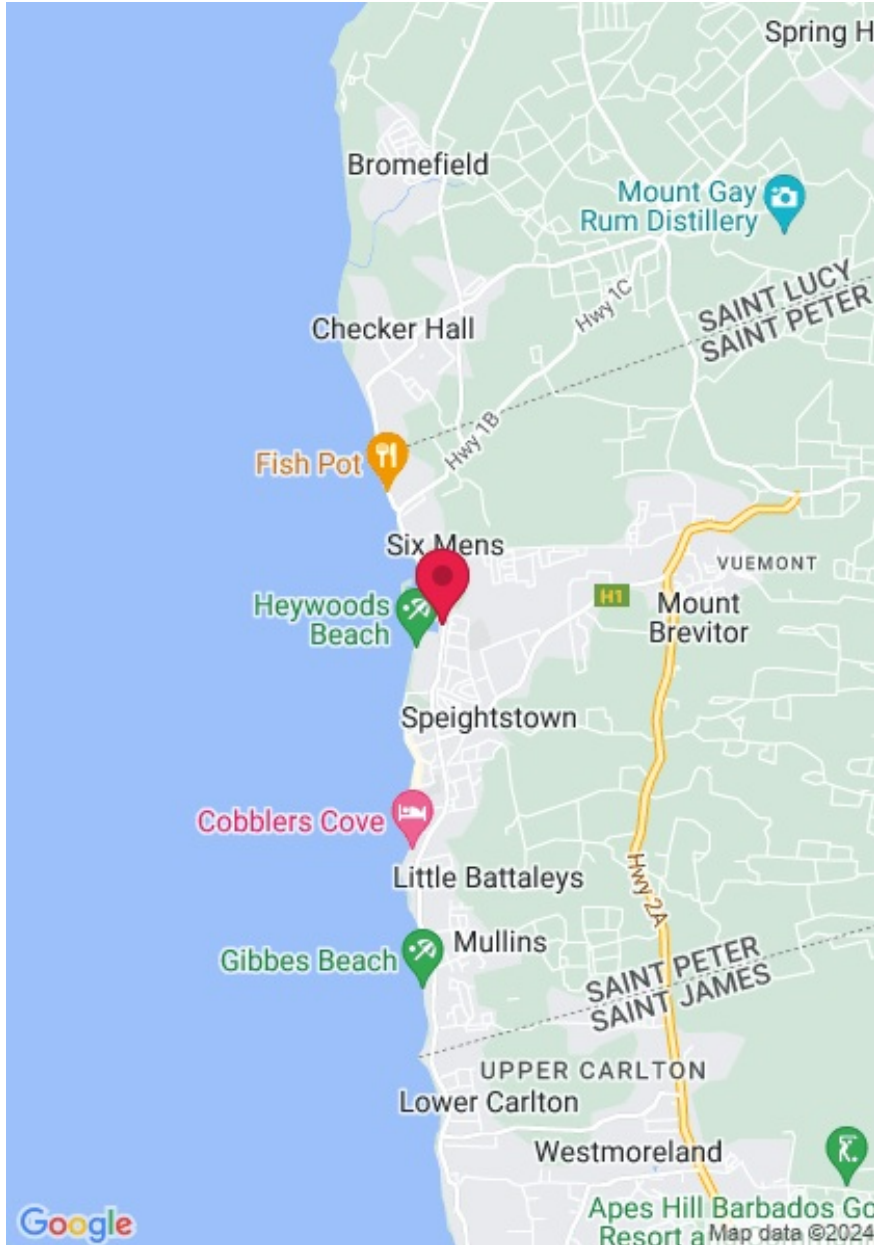 Spring H
Bromefield
Mount Gay
Rum Distillery
SAINT LUCY
SAINT PETER
Hwy 1C
Checker Hall
Hwy 1B
Fish Pot
Six Mens
VUEMONT
H1
Heywoods
Beach
Mount
Brevitor
Speightstown
Cobblers Cove
Hwy 2A
Little Battaleys
Mullins
Gibbes Beach
SAINT PETER
SAINT JAMES
UPPER CARLTON
Lower Carlton
Westmoreland
Apes Hill Barbados Go
Resort a
Google
Map data ©2024